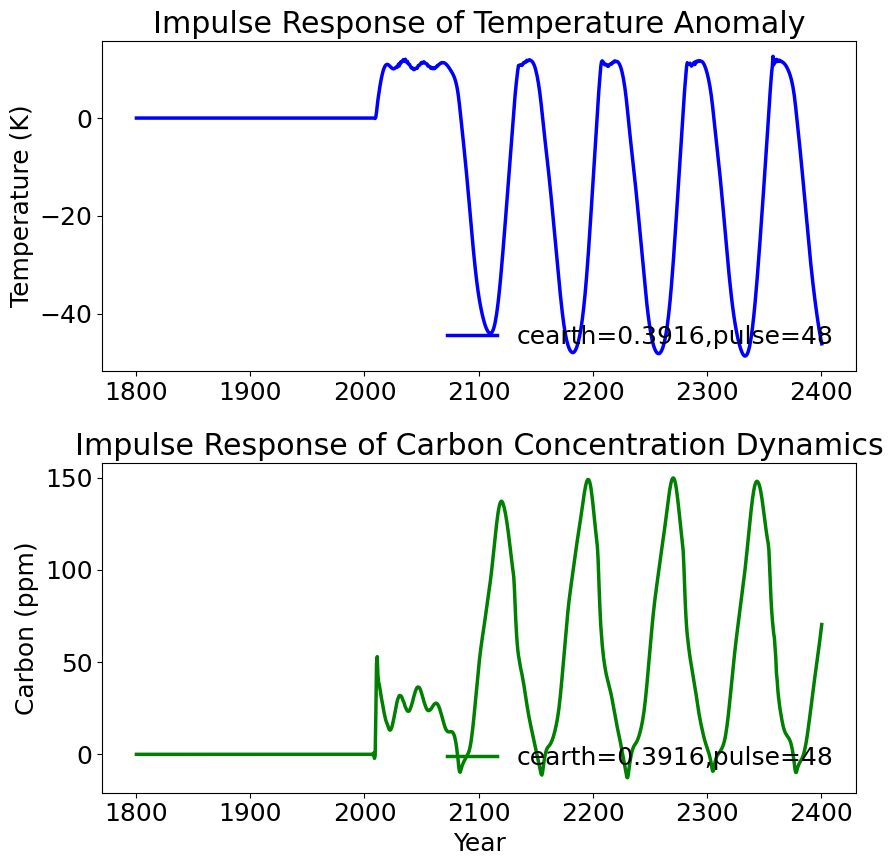 Impulse Response of Temperature Anomaly
Temperature (K)
0
−20
−40
cearth=0.3916,pulse=48
1800 1900 2000 2100 2200 2300 2400
Impulse Response of Carbon Concentration Dynamics
Carbon (ppm)
150
100
50
0
cearth=0.3916,pulse=48
1800 1900 2000 2100 2200 2300 2400
Year